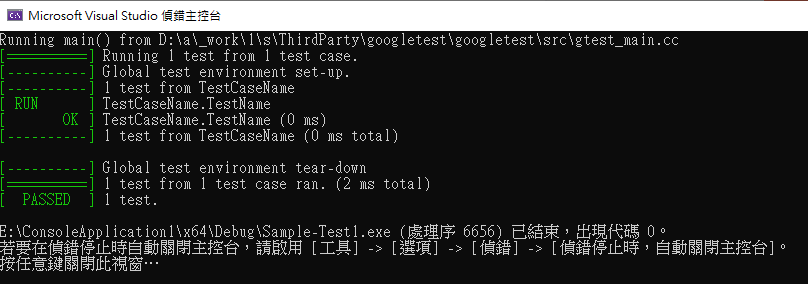 Microsoft Visual Studio 偵錯主控台
Running main() from D:\a\_work\1\s\ThirdParty\googletest\googletest\src\gtest_main.cc
[==========] Running 1 test from 1 test case.
[----------] Global test environment set-up.
[----------] 1 test from TestCaseName
[ RUN      ] TestCaseName.TestName
[       OK ] TestCaseName.TestName (0 ms)
[----------] 1 test from TestCaseName (0 ms total)
[----------] Global test environment tear-down
[==========] 1 test from 1 test case ran. (2 ms total)
[  PASSED  ] 1 test.
E:\ConsoleApplication1\x64\Debug\Sample-Test1.exe (處理序 6656) 已結束，出現代碼 0。
若要在偵錯停止時自動關閉主控台，請啟用 [工具] -> [選項] -> [偵錯] -> [偵錯停止時，自動關閉主控台]。
按任意鍵關閉此視窗…